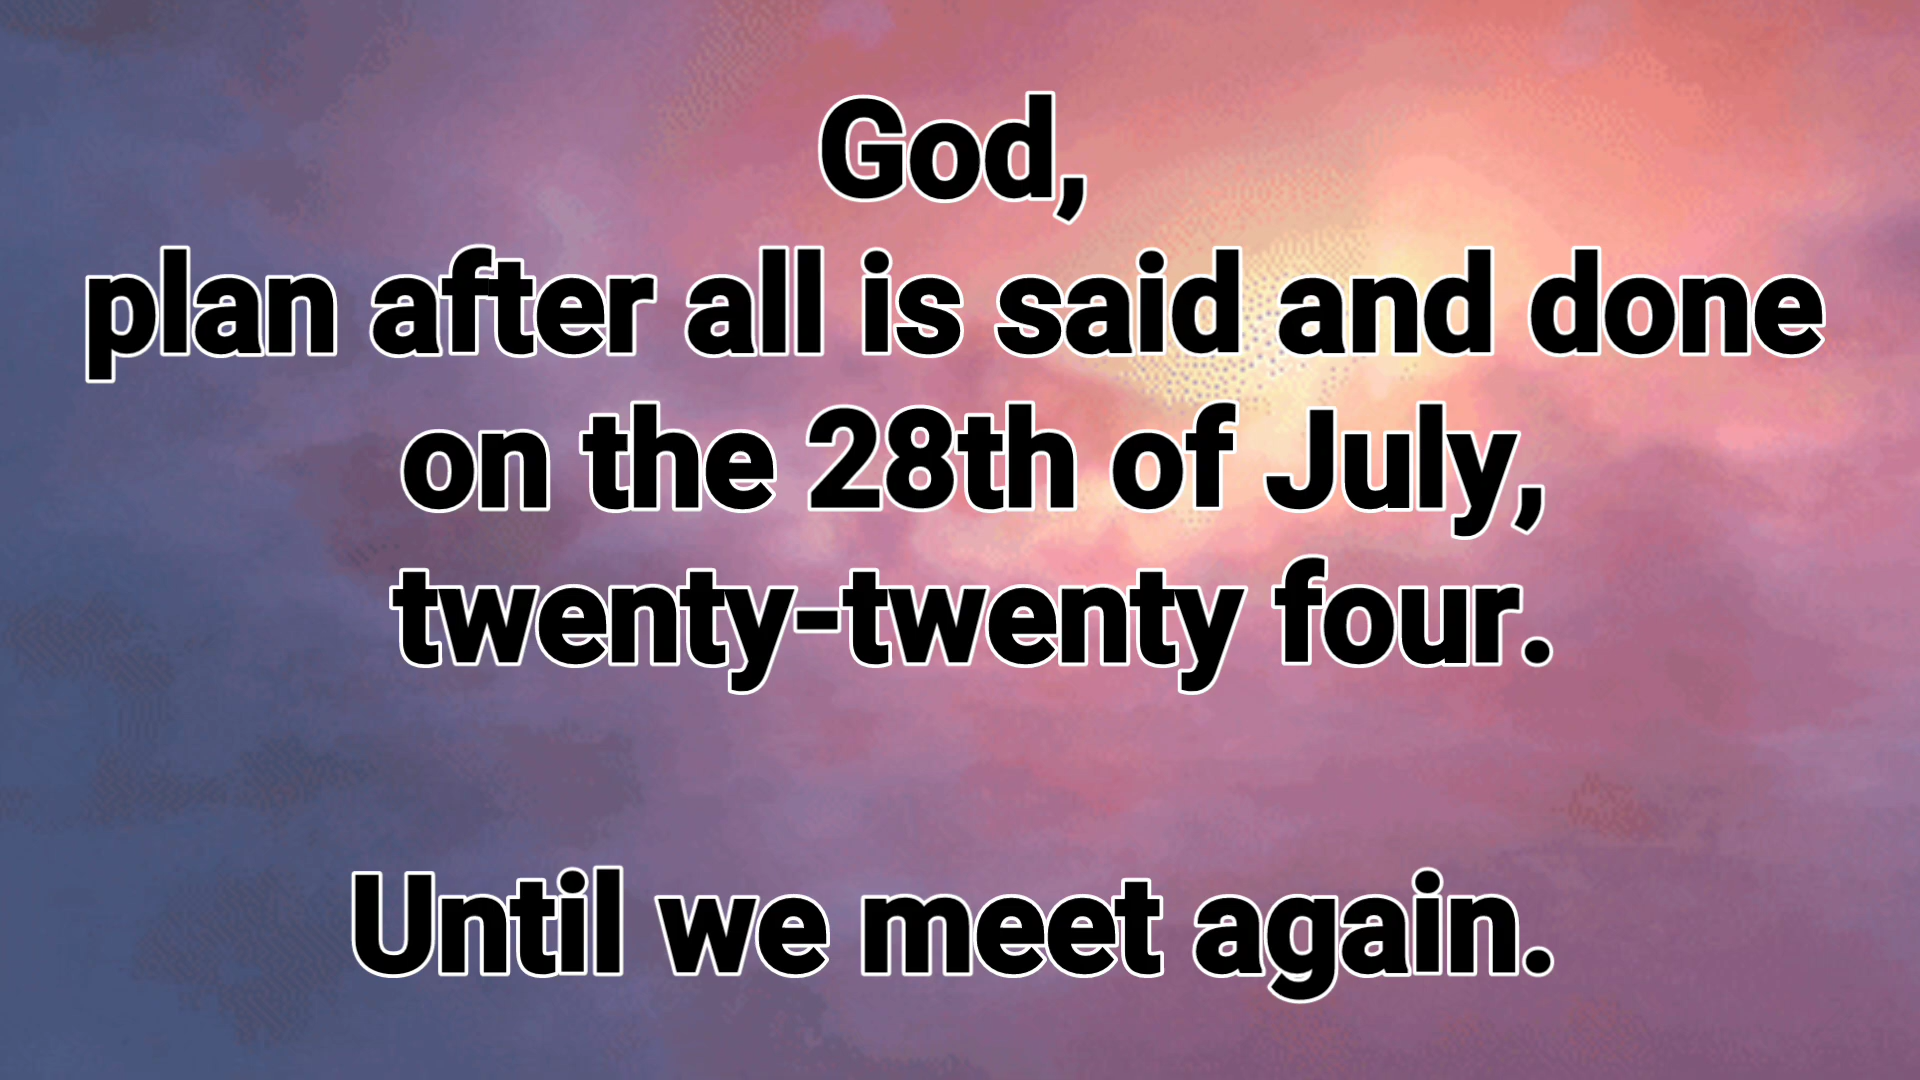 God,
plan after all is said and done
on the 28th of July,
twenty-twenty four.
Until we meet again.